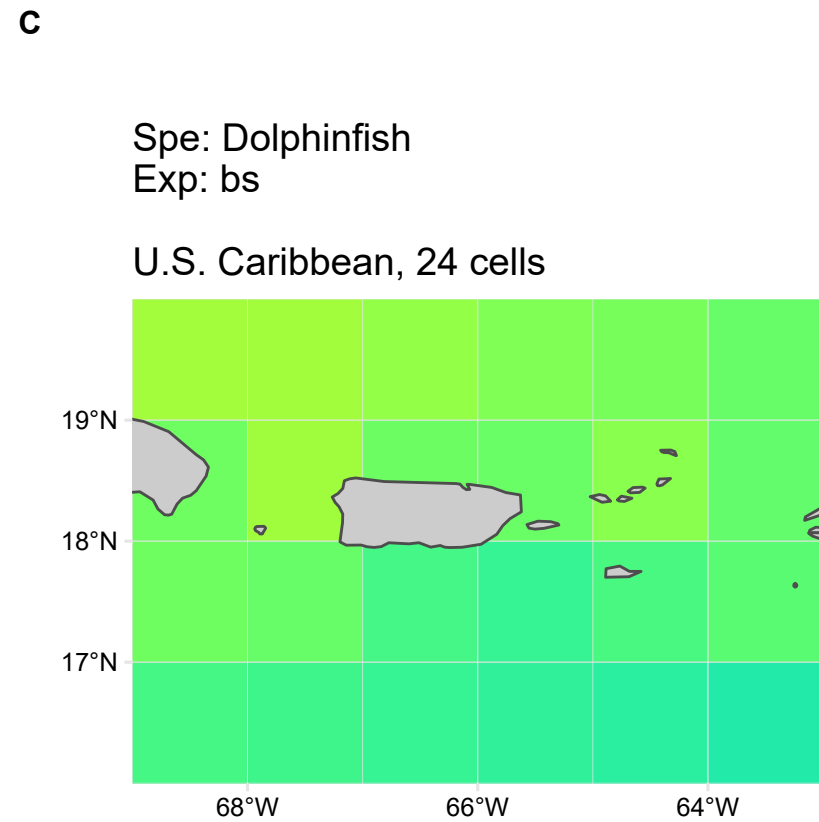 C
Spe: Dolphinfish
Exp: bs
U.S. Caribbean, 24 cells
19°N
18°N
17°N
68°W 66°W 64°W